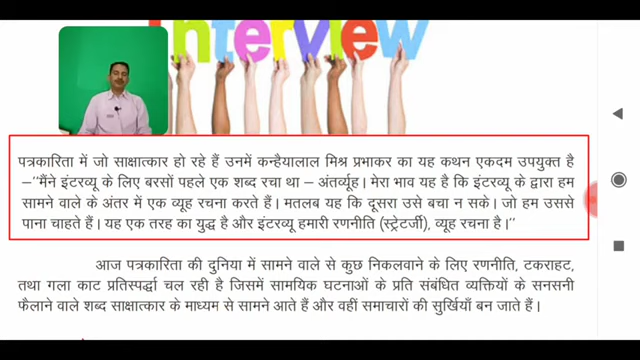 Interview
पत्रकारिता में जो साक्षात्कार हो रहे हैं उनमें कन्हैयालाल मिश्र प्रभाकर का यह कथन एकदम उपयुक्त है
–''मैंने इंटरव्यू के लिए बरसों पहले एक शब्द रचा था – अंतर्व्यूह। मेरा भाव यह है कि इंटरव्यू के द्वारा हम
सामने वाले के अंतर में एक व्यूह रचना करते हैं। मतलब यह कि दूसरा उसे बचा न सके। जो हम उससे
पाना चाहते हैं। यह एक तरह का युद्ध है और इंटरव्यू हमारी रणनीति (स्ट्रेटर्जी), व्यूह रचना है।''
आज पत्रकारिता की दुनिया में सामने वाले से कुछ निकलवाने के लिए रणनीति, टकराहट,
तथा गला काट प्रतिस्पर्द्धा चल रही है जिसमें सामयिक घटनाओं के प्रति संबंधित व्यक्तियों के सनसनी
फैलाने वाले शब्द साक्षात्कार के माध्यम से सामने आते हैं और वहीं समाचारों की सुर्खियाँ बन जाते हैं।